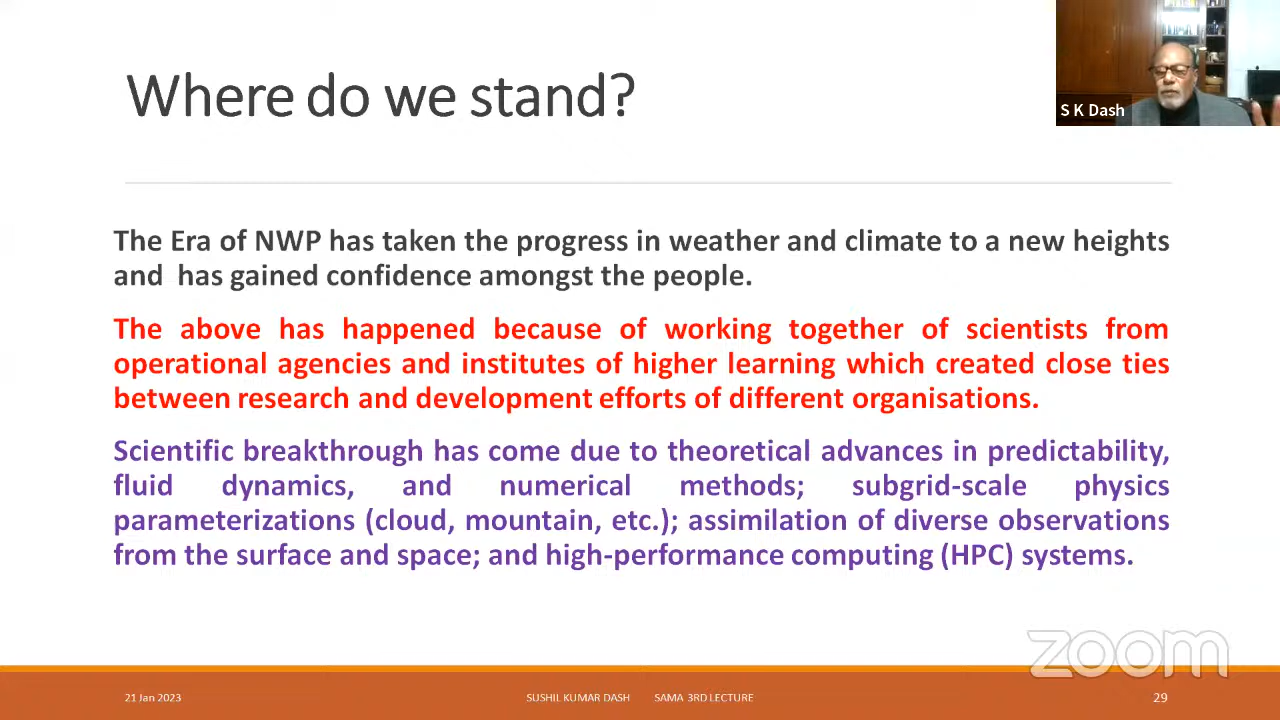 Where do we stand?
S K Dash
The Era of NWP has taken the progress in weather and climate to a new heights
and has gained confidence amongst the people.
The above has happened because of working together of scientists from
operational agencies and institutes of higher learning which created close ties
between research and development efforts of different organisations.
Scientific breakthrough has come due to theoretical advances in predictability,
fluid dynamics, and numerical methods; subgrid-scale physics
parameterizations (cloud, mountain, etc.); assimilation of diverse observations
from the surface and space; and high-performance computing (HPC) systems.
zoom
21 Jan 2023 SUSHIL KUMAR DASH SAMA 3RD LECTURE 29